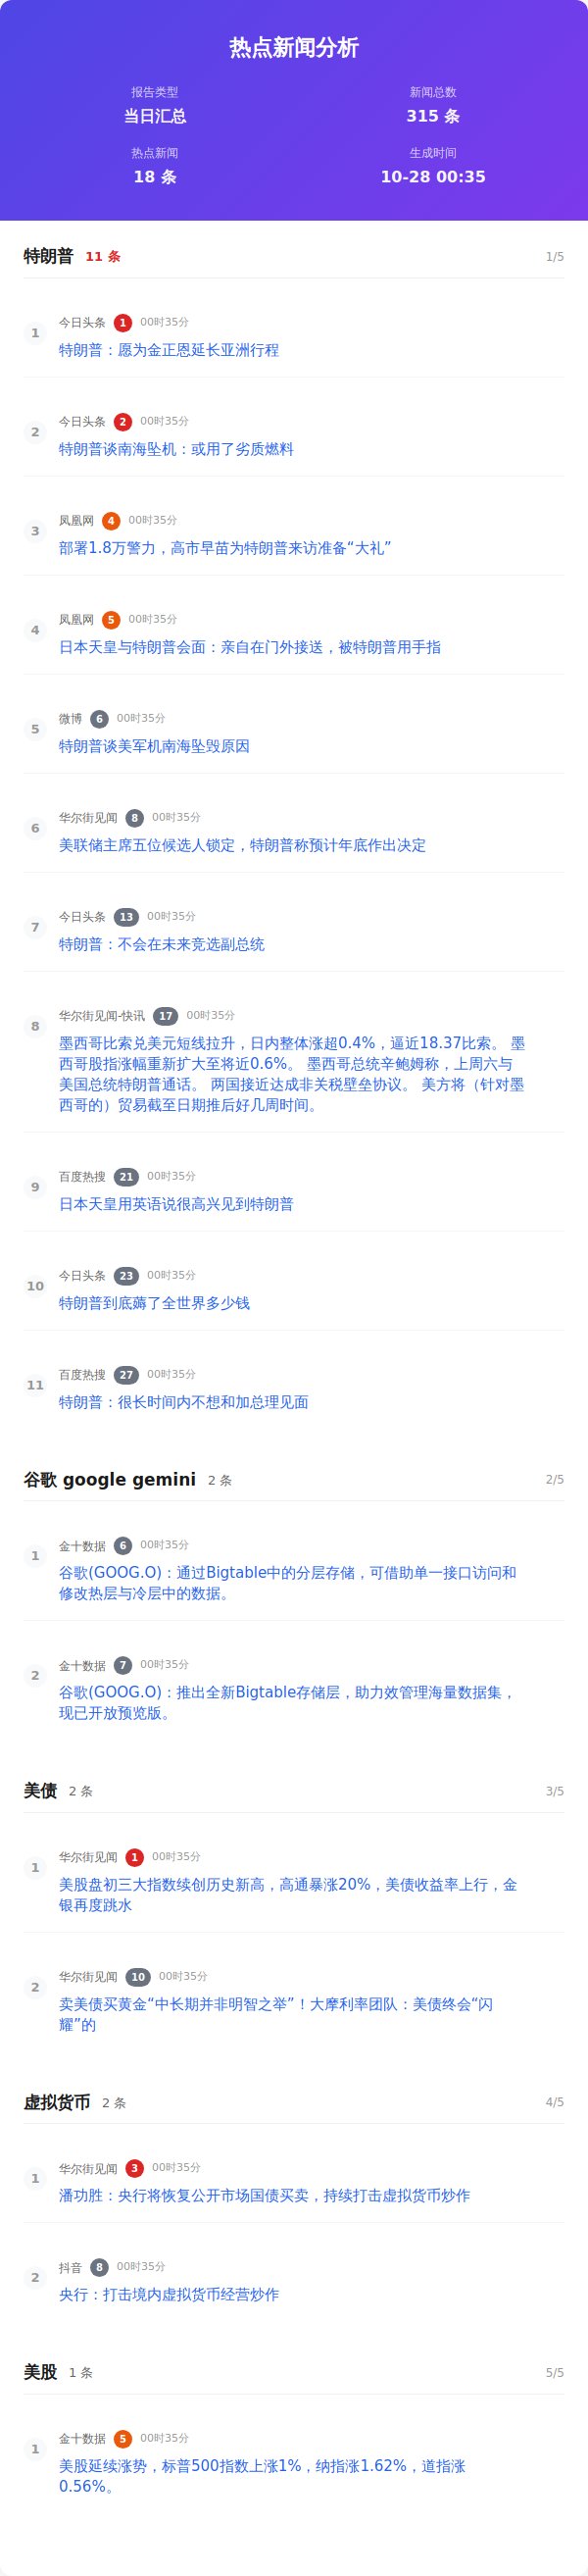 热点新闻分析
报告类型
当日汇总
新闻总数
315 条
热点新闻
18 条
生成时间
10-28 00:35
特朗普 11 条 1/5
1
今日头条 1 00时35分
特朗普：愿为金正恩延长亚洲行程
2
今日头条 2 00时35分
特朗普谈南海坠机：或用了劣质燃料
3
凤凰网 4 00时35分
部署1.8万警力，高市早苗为特朗普来访准备“大礼”
4
凤凰网 5 00时35分
日本天皇与特朗普会面：亲自在门外接送，被特朗普用手指
5
微博 6 00时35分
特朗普谈美军机南海坠毁原因
6
华尔街见闻 8 00时35分
美联储主席五位候选人锁定，特朗普称预计年底作出决定
7
今日头条 13 00时35分
特朗普：不会在未来竞选副总统
8
华尔街见闻-快讯 17 00时35分
墨西哥比索兑美元短线拉升，日内整体涨超0.4%，逼近18.37比索。 墨
西哥股指涨幅重新扩大至将近0.6%。 墨西哥总统辛鲍姆称，上周六与
美国总统特朗普通话。 两国接近达成非关税壁垒协议。 美方将（针对墨
西哥的）贸易截至日期推后好几周时间。
9
百度热搜 21 00时35分
日本天皇用英语说很高兴见到特朗普
10
今日头条 23 00时35分
特朗普到底薅了全世界多少钱
11
百度热搜 27 00时35分
特朗普：很长时间内不想和加总理见面
谷歌 google gemini 2 条 2/5
1
金十数据 6 00时35分
谷歌(GOOG.O)：通过Bigtable中的分层存储，可借助单一接口访问和
修改热层与冷层中的数据。
2
金十数据 7 00时35分
谷歌(GOOG.O)：推出全新Bigtable存储层，助力效管理海量数据集，
现已开放预览版。
美债 2 条 3/5
1
华尔街见闻 1 00时35分
美股盘初三大指数续创历史新高，高通暴涨20%，美债收益率上行，金
银再度跳水
2
华尔街见闻 10 00时35分
卖美债买黄金“中长期并非明智之举”！大摩利率团队：美债终会“闪
耀”的
虚拟货币 2 条 4/5
1
华尔街见闻 3 00时35分
潘功胜：央行将恢复公开市场国债买卖，持续打击虚拟货币炒作
2
抖音 8 00时35分
央行：打击境内虚拟货币经营炒作
美股 1 条 5/5
1
金十数据 5 00时35分
美股延续涨势，标普500指数上涨1%，纳指涨1.62%，道指涨
0.56%。